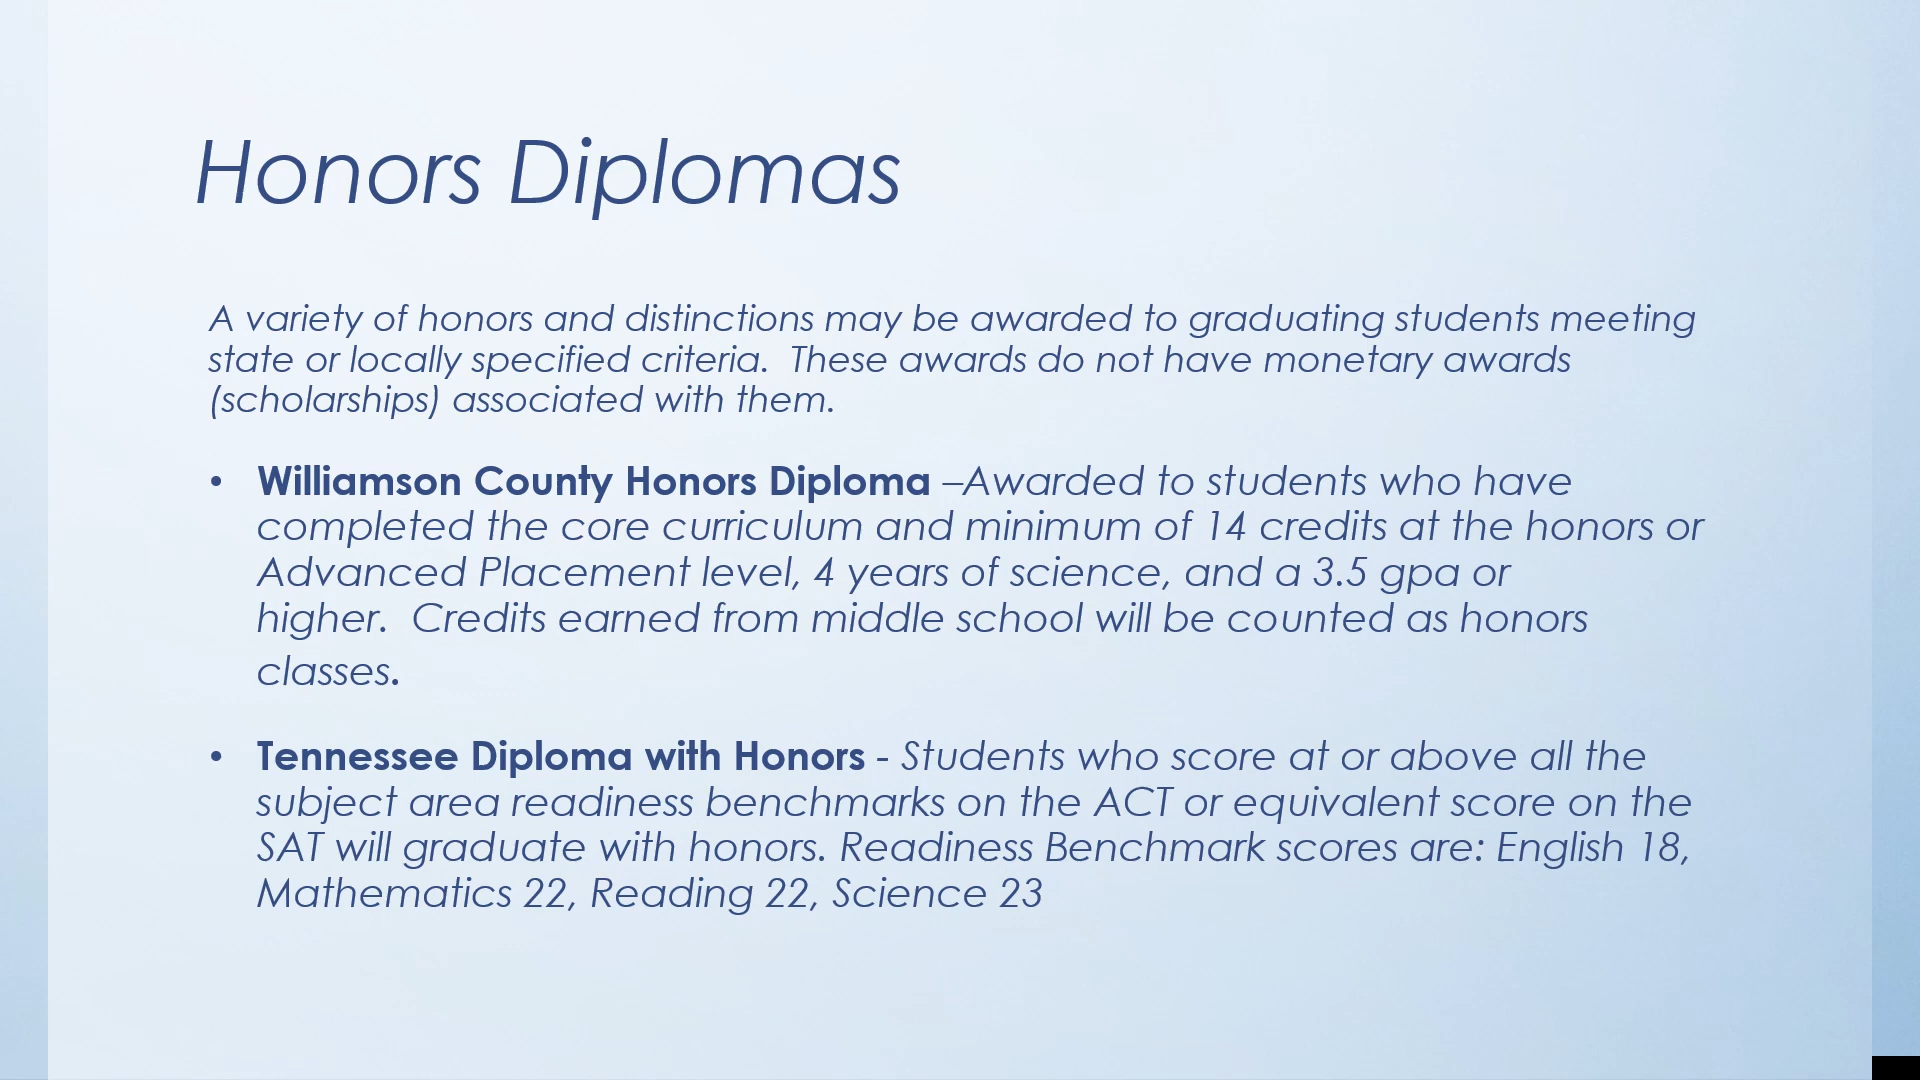 Honors Diplomas
A variety of honors and distinctions may be awarded to graduating students meeting
state or locally specified criteria.  These awards do not have monetary awards
(scholarships) associated with them.
• Williamson County Honors Diploma –Awarded to students who have
completed the core curriculum and minimum of 14 credits at the honors or
Advanced Placement level, 4 years of science, and a 3.5 gpa or
higher.  Credits earned from middle school will be counted as honors
classes.
• Tennessee Diploma with Honors - Students who score at or above all the
subject area readiness benchmarks on the ACT or equivalent score on the
SAT will graduate with honors. Readiness Benchmark scores are: English 18,
Mathematics 22, Reading 22, Science 23